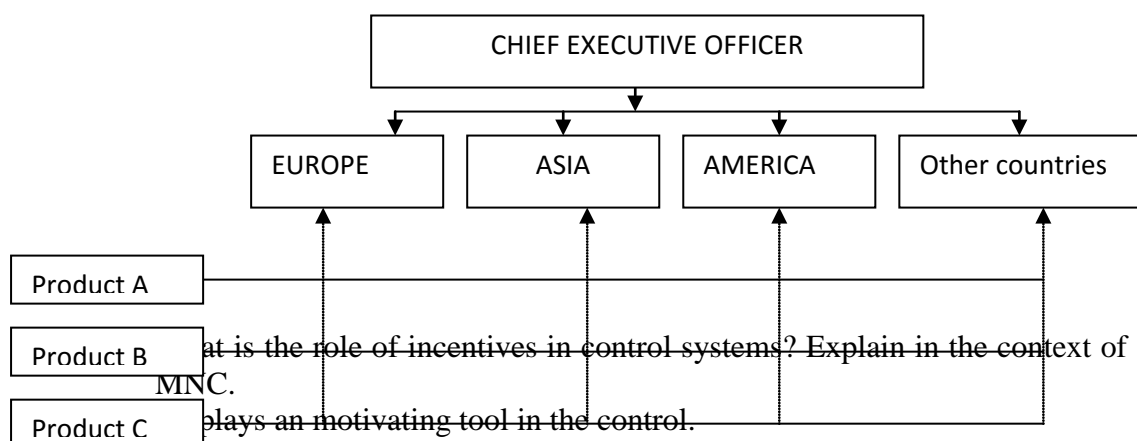 CHIEF EXECUTIVE OFFICER
EUROPE ASIA AMERICA Other countries
Product A
Product B
at is the role of incentives in control systems? Explain in the context of
MNC.
Product C
plays an motivating tool in the control.